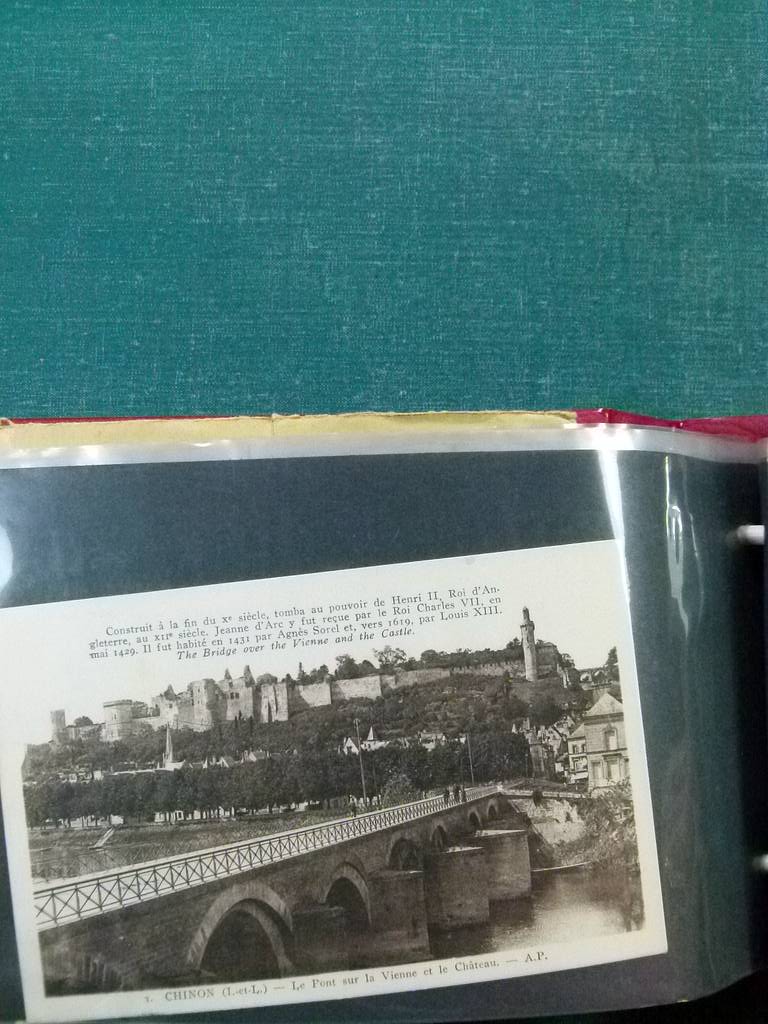 Construit à la fin du xe siècle, tomba au pouvoir de Henri II, Roi d'An-
gleterre, au XIIe siècle. Jeanne d'Arc y fut reçue par le Roi Charles VII, en
mai 1429. Il fut habité en 1431 par Agnès Sorel et, vers 1619, par Louis XIII.
The Bridge over the Vienne and the Castle.
1. CHINON (I.-et-L.) — Le Pont sur la Vienne et le Château. — A.P.